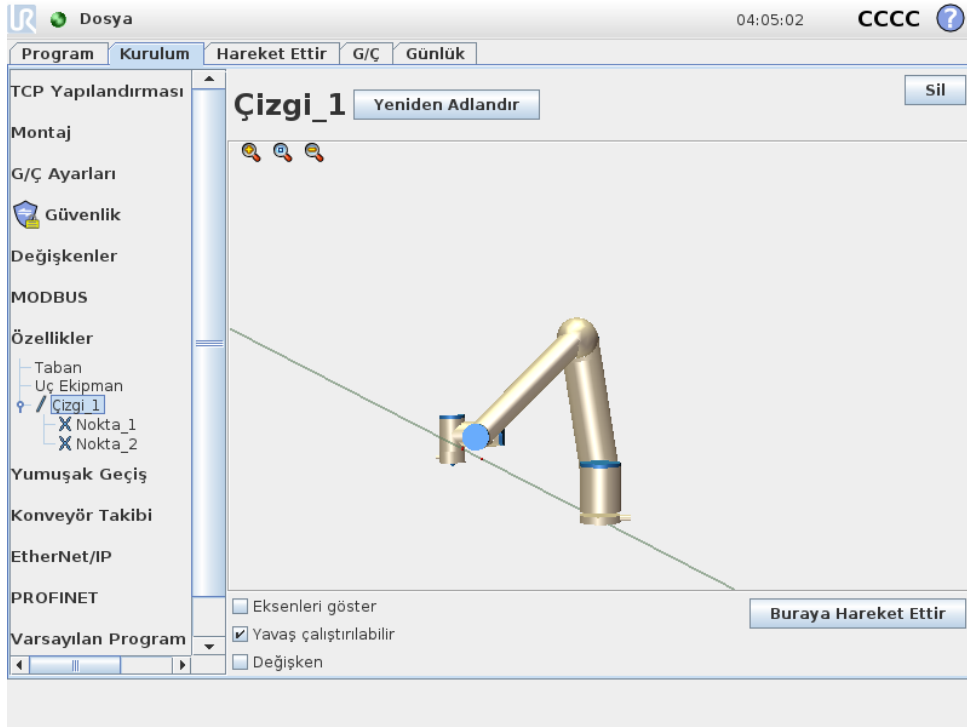 UR Dosya 04:05:02 CCCC ?
Program Kurulum Hareket Ettir G/Ç Günlük
TCP Yapılandırması
Montaj
G/Ç Ayarları
Güvenlik
Değişkenler
MODBUS
Özellikler
Taban
Uç Ekipman
Çizgi_1
Nokta_1
Nokta_2
Yumuşak Geçiş
Konveyör Takibi
EtherNet/IP
PROFINET
Varsayılan Program
Çizgi_1 Yeniden Adlandır Sil
Eksenleri göster
Yavaş çalıştırılabilir
Değişken
Buraya Hareket Ettir